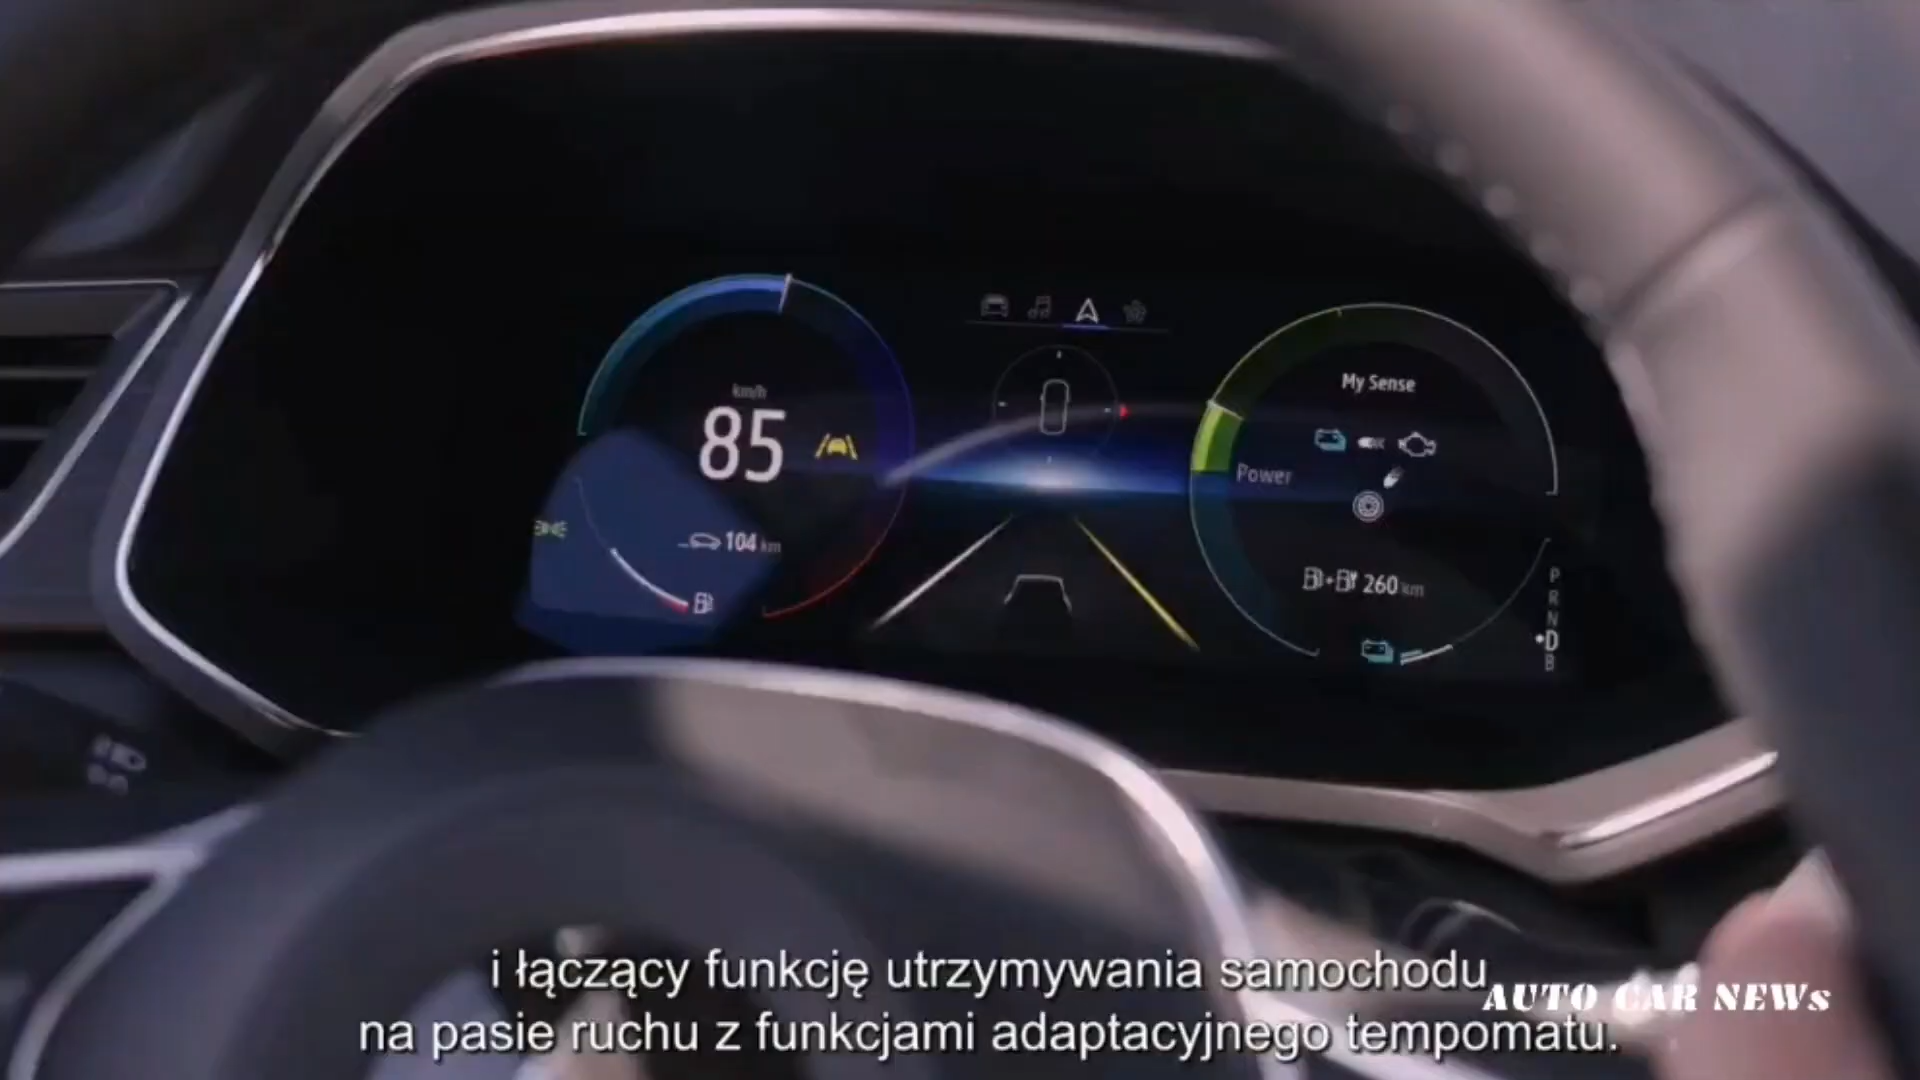 km/h
85
104 km
My Sense
Power
260 km
P
R
N
D
B
i łączący funkcję utrzymywania samochodu
na pasie ruchu z funkcjami adaptacyjnego tempomatu.
AUTO CAR NEWs